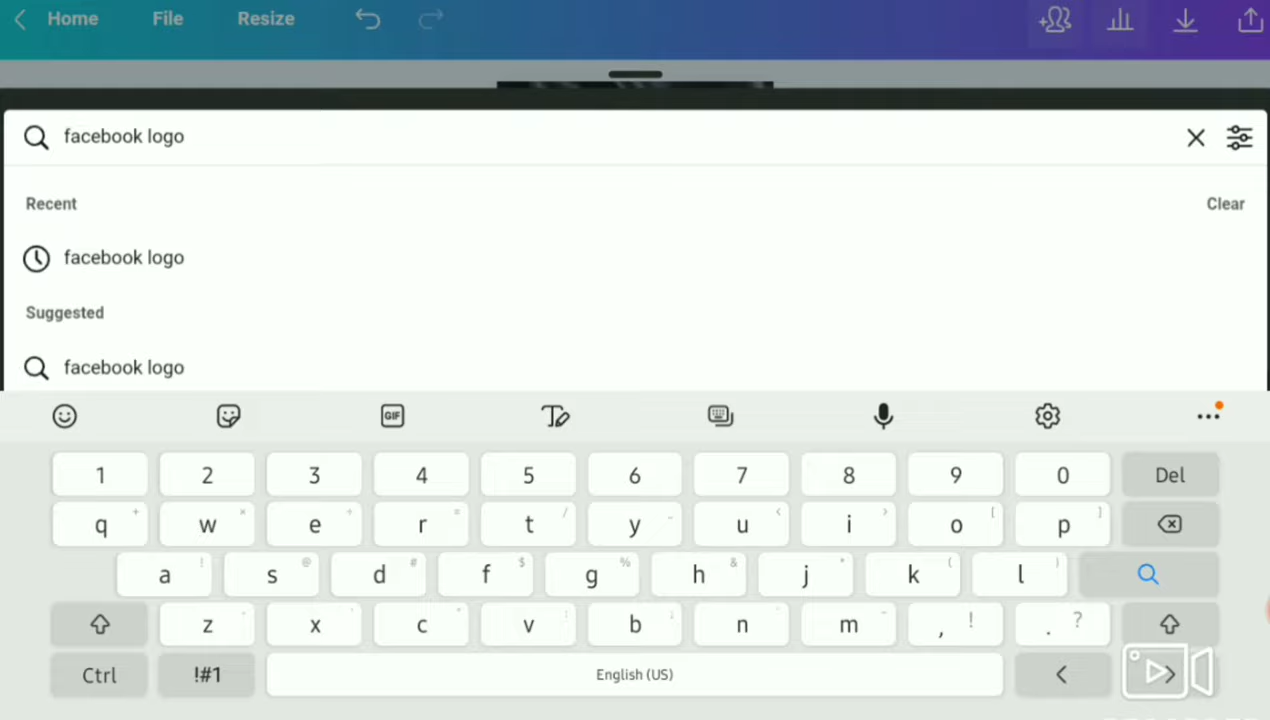 Home File Resize
facebook logo
Recent Clear
facebook logo
Suggested
facebook logo
GIF
1 2 3 4 5 6 7 8 9 0 Del
q w e r t y u i o p
a s d f g h j k l
z x c v b n m , ! . ?
Ctrl !#1 English (US) < >